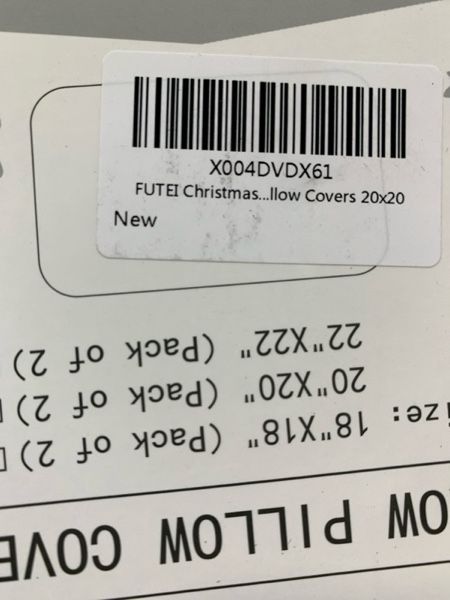 X004DVDX61
FUTEI Christmas...llow Covers 20x20
New
OW PILLOW COVE
ize: 18"X18" (Pack of 2)
20"X20" (Pack of 2)
22"X22" (Pack of 2)